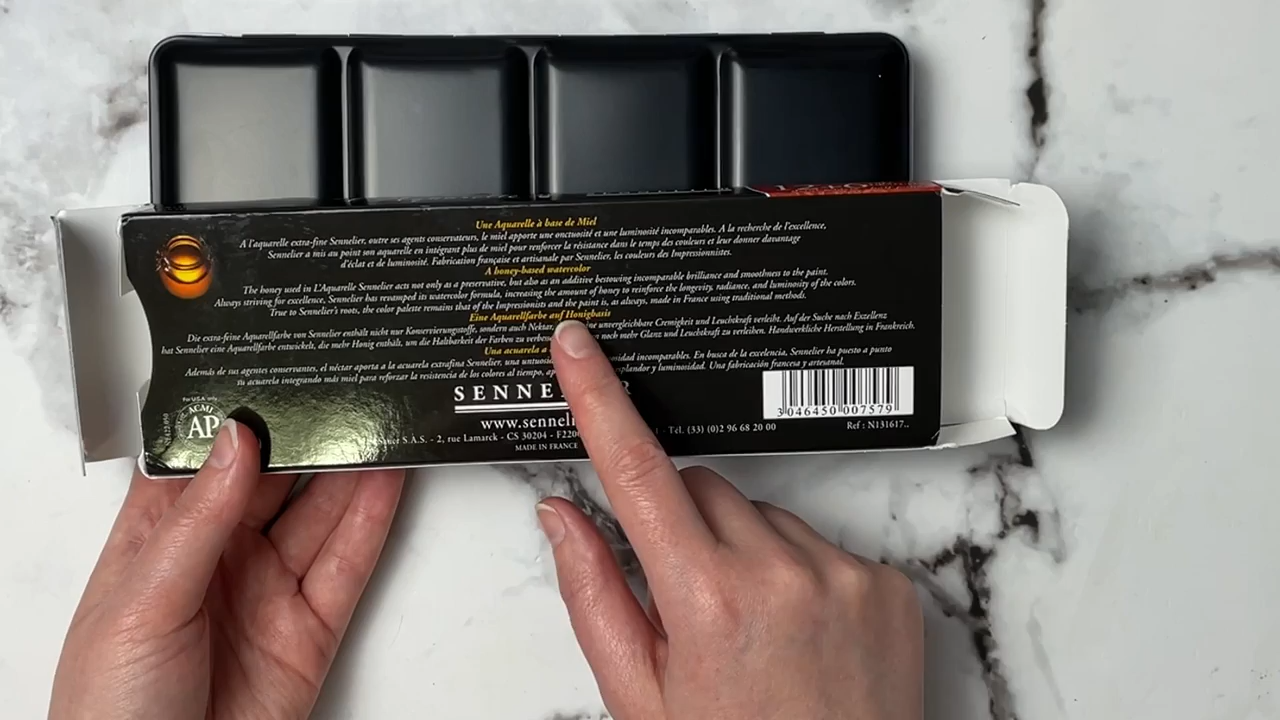 Une Aquarelle à base de Miel
A l'aquarelle extra-fine Sennelier, outre ses agents conservateurs, le miel apporte une onctuosité et une luminosité incomparables. A la recherche de l'excellence,
Sennelier a mis au point son aquarelle en intégrant plus de miel pour renforcer la résistance dans le temps des couleurs et leur donner davantage
d'éclat et de luminosité. Fabrication française et artisanale par Sennelier, les couleurs des Impressionnistes.
A honey-based watercolor
The honey used in L'Aquarelle Sennelier acts not only as a preservative, but also as an additive bestowing incomparable brilliance and smoothness to the paint.
Always striving for excellence, Sennelier has revamped its watercolor formula, increasing the amount of honey to reinforce the longevity, radiance, and luminosity of the colors.
True to Sennelier's roots, the color palette remains that of the Impressionists and the paint is, as always, made in France using traditional methods.
Eine Aquarellfarbe auf Honigbasis
Die extra-feine Aquarellfarbe von Sennelier enthält nicht nur Konservierungsstoffe, sondern auch Nektar, unvergleichbare Cremigkeit und Leuchtkraft verleiht. Auf der Suche nach Exzellenz
hat Sennelier eine Aquarellfarbe entwickelt, die mehr Honig enthält, um die Haltbarkeit der Farben zu noch mehr Glanz und Leuchtkraft zu verleihen. Handwerkliche Herstellung in Frankreich.
Una acuarela a
Además de sus agentes conservantes, el néctar aporta a la acuarela extrafina Sennelier, una incomparables. En busca de la excelencia, Sennelier ha puesto a punto
su acuarela integrando más miel para reforzar la resistencia de los colores al tiempo, y luminosidad. Una fabricación francesa y artesanal.
For USA only
ACMI
AP
SENNE
www.senneli
S.A.S. - 2, rue Lamarck - CS 30204 - F220 - Tél. (33) (0)2 96 68 20 00
MADE IN FRANCE
3 046450 007579
Ref : N131617..